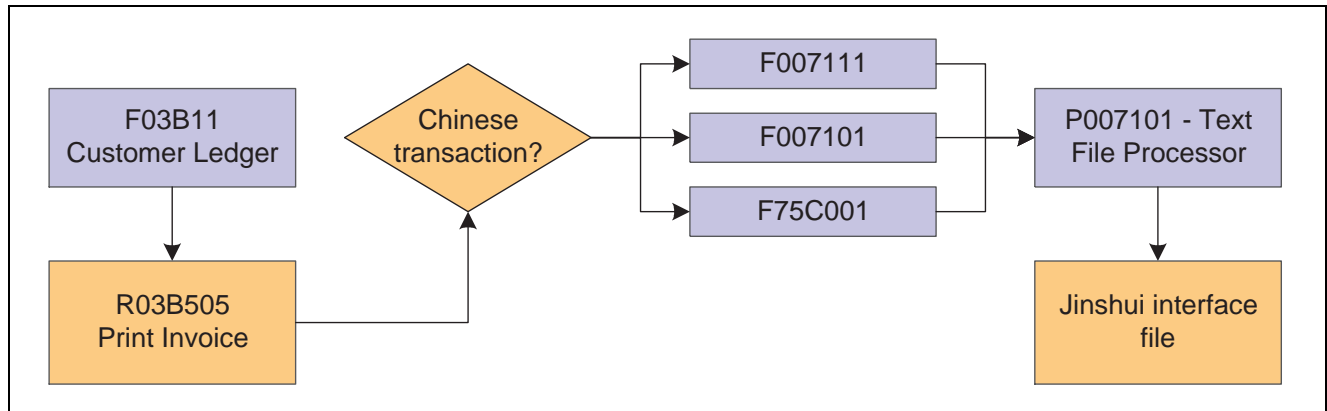 F03B11
Customer Ledger
R03B505
Print Invoice
Chinese
transaction?
F007111
F007101
F75C001
P007101 - Text
File Processor
Jinshui interface
file